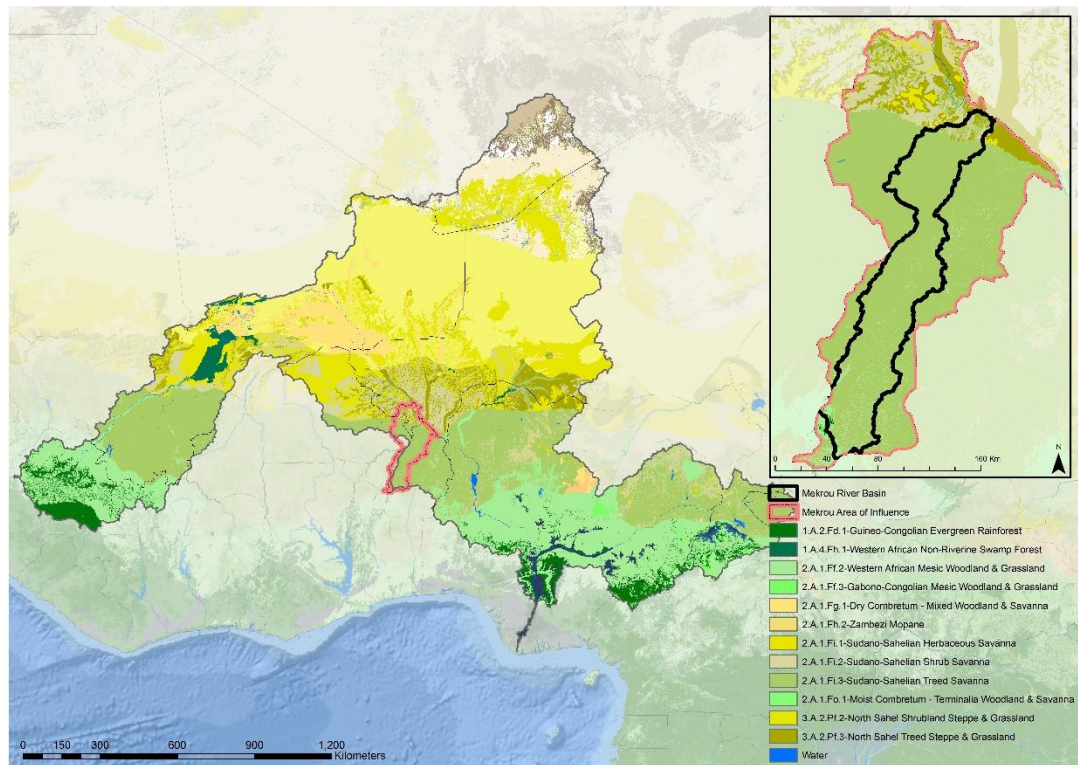 N
0 20 40 80 160 Km
Mekrou River Basin
Mekrou Area of Influence
1.A.2.Fd.1-Guineo-Congolian Evergreen Rainforest
1.A.4.Fh.1-Western African Non-Riverine Swamp Forest
2.A.1.Ff.2-Western African Mesic Woodland & Grassland
2.A.1.Ff.3-Gabono-Congolian Mesic Woodland & Grassland
2.A.1.Fg.1-Dry Combretum - Mixed Woodland & Savanna
2.A.1.Fh.2-Zambezi Mopane
2.A.1.Fi.1-Sudano-Sahelian Herbaceous Savanna
2.A.1.Fi.2-Sudano-Sahelian Shrub Savanna
2.A.1.Fi.3-Sudano-Sahelian Treed Savanna
2.A.1.Fo.1-Moist Combretum - Terminalia Woodland & Savanna
3.A.2.Pf.2-North Sahel Shrubland Steppe & Grassland
3.A.2.Pf.3-North Sahel Treed Steppe & Grassland
Water
0 150 300 600 900 1,200
Kilometers